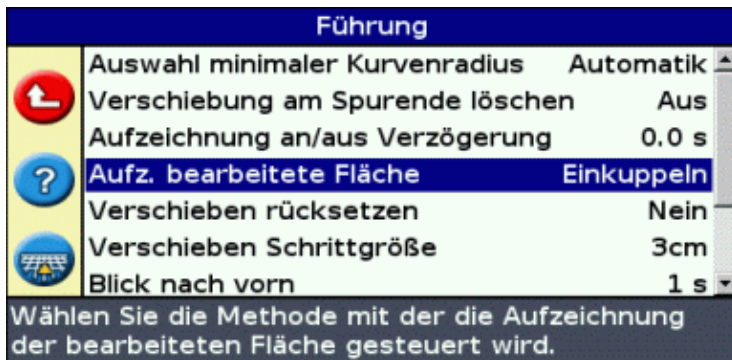 Führung
Auswahl minimaler Kurvenradius Automatik
Verschiebung am Spurende löschen Aus
Aufzeichnung an/aus Verzögerung 0.0 s
Aufz. bearbeitete Fläche Einkuppeln
Verschieben rücksetzen Nein
Verschieben Schrittgröße 3cm
Blick nach vorn 1 s
Wählen Sie die Methode mit der die Aufzeichnung
der bearbeiteten Fläche gesteuert wird.